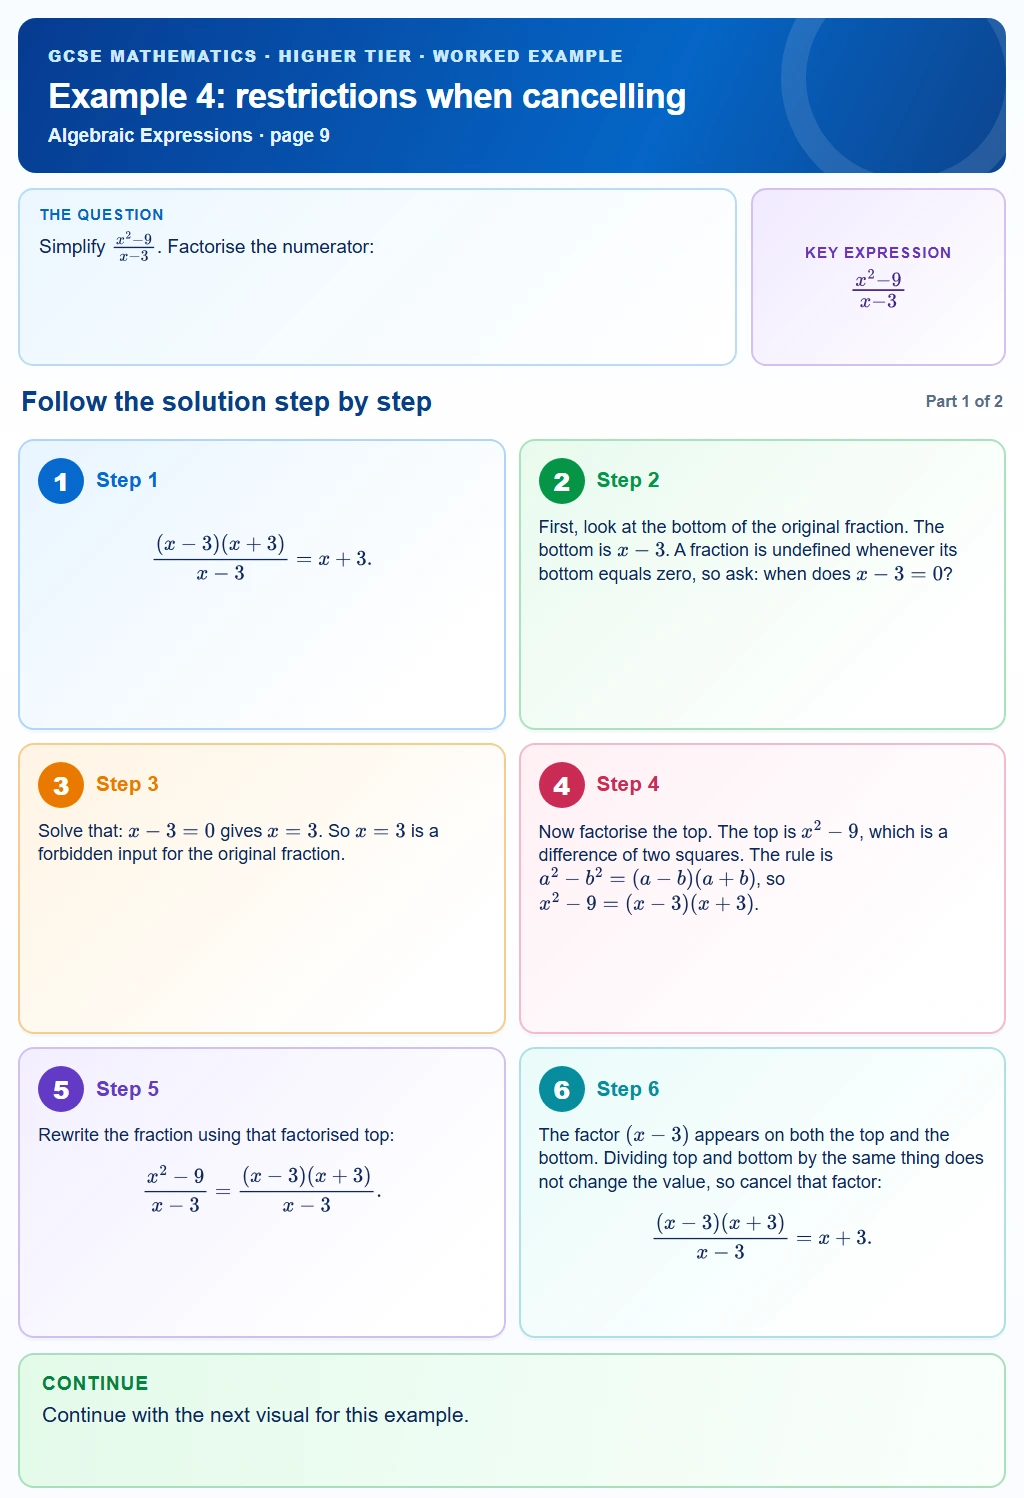 GCSE MATHEMATICS · HIGHER TIER · WORKED EXAMPLE
Example 4: restrictions when cancelling
Algebraic Expressions · page 9
THE QUESTION
Simplify \frac{x^2-9}{x-3}. Factorise the numerator:
KEY EXPRESSION
\frac{x^2-9}{x-3}
Follow the solution step by step
Part 1 of 2
1 Step 1
\frac{(x-3)(x+3)}{x-3} = x + 3.
2 Step 2
First, look at the bottom of the original fraction. The
bottom is x − 3. A fraction is undefined whenever its
bottom equals zero, so ask: when does x − 3 = 0?
3 Step 3
Solve that: x − 3 = 0 gives x = 3. So x = 3 is a
forbidden input for the original fraction.
4 Step 4
Now factorise the top. The top is x² − 9, which is a
difference of two squares. The rule is
a² − b² = (a − b)(a + b), so
x² − 9 = (x − 3)(x + 3).
5 Step 5
Rewrite the fraction using that factorised top:
\frac{x^2-9}{x-3} = \frac{(x-3)(x+3)}{x-3}.
6 Step 6
The factor (x − 3) appears on both the top and the
bottom. Dividing top and bottom by the same thing does
not change the value, so cancel that factor:
\frac{(x-3)(x+3)}{x-3} = x + 3.
CONTINUE
Continue with the next visual for this example.